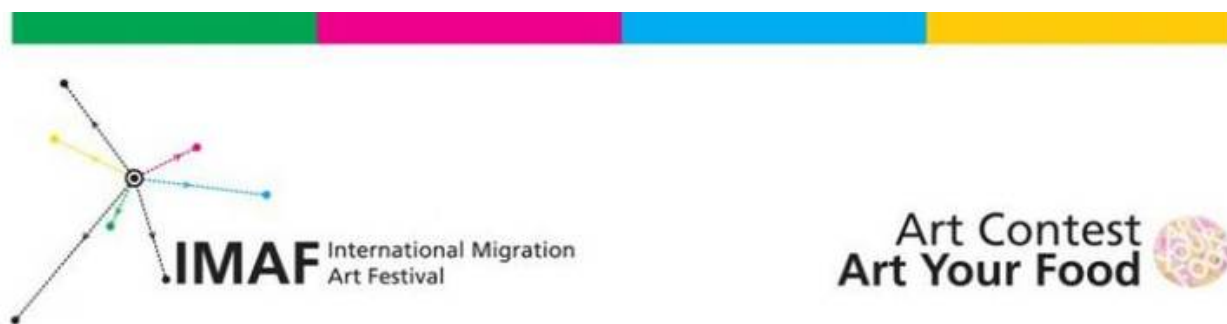 IMAF International Migration
Art Festival
Art Contest
Art Your Food